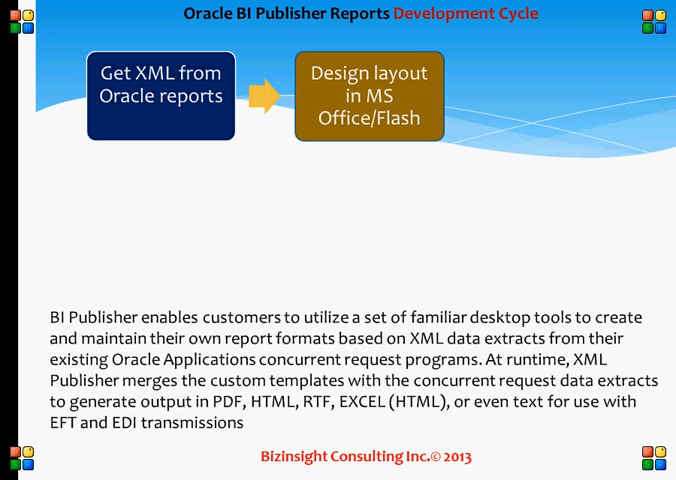 Oracle BI Publisher Reports Development Cycle
Get XML from
Oracle reports
Design layout
in MS
Office/Flash
BI Publisher enables customers to utilize a set of familiar desktop tools to create
and maintain their own report formats based on XML data extracts from their
existing Oracle Applications concurrent request programs. At runtime, XML
Publisher merges the custom templates with the concurrent request data extracts
to generate output in PDF, HTML, RTF, EXCEL (HTML), or even text for use with
EFT and EDI transmissions
Bizinsight Consulting Inc.© 2013